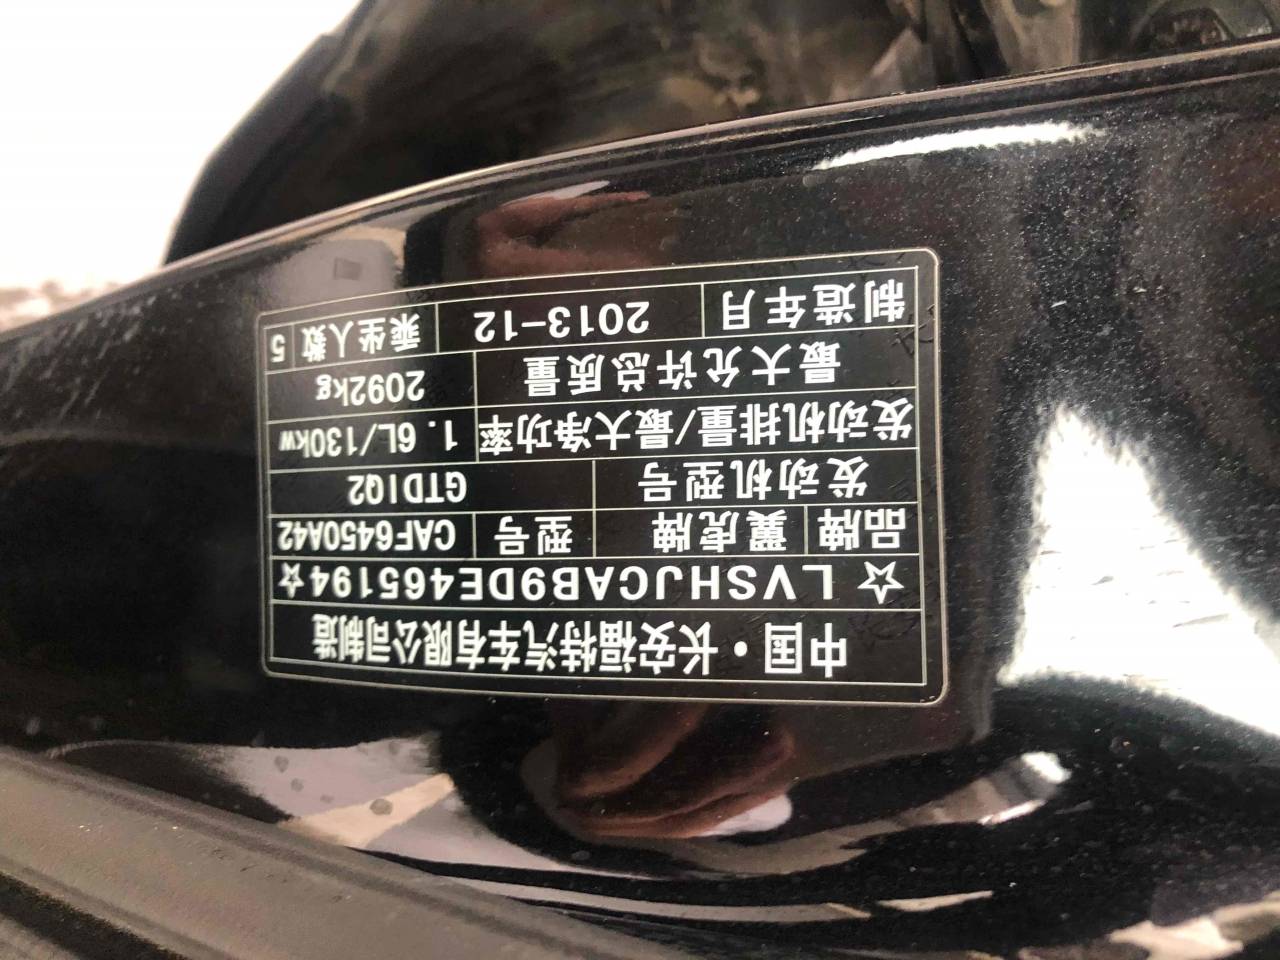 中国·长安福特汽车有限公司制造
☆LVSHJCAB9DE465194☆
品牌 翼虎牌 型号 CAF6450A42
发动机型号 GTDIQ2
发动机排量/最大净功率 1.6L/130kw
最大允许总质量 2092kg
制造年月 2013-12 乘坐人数 5